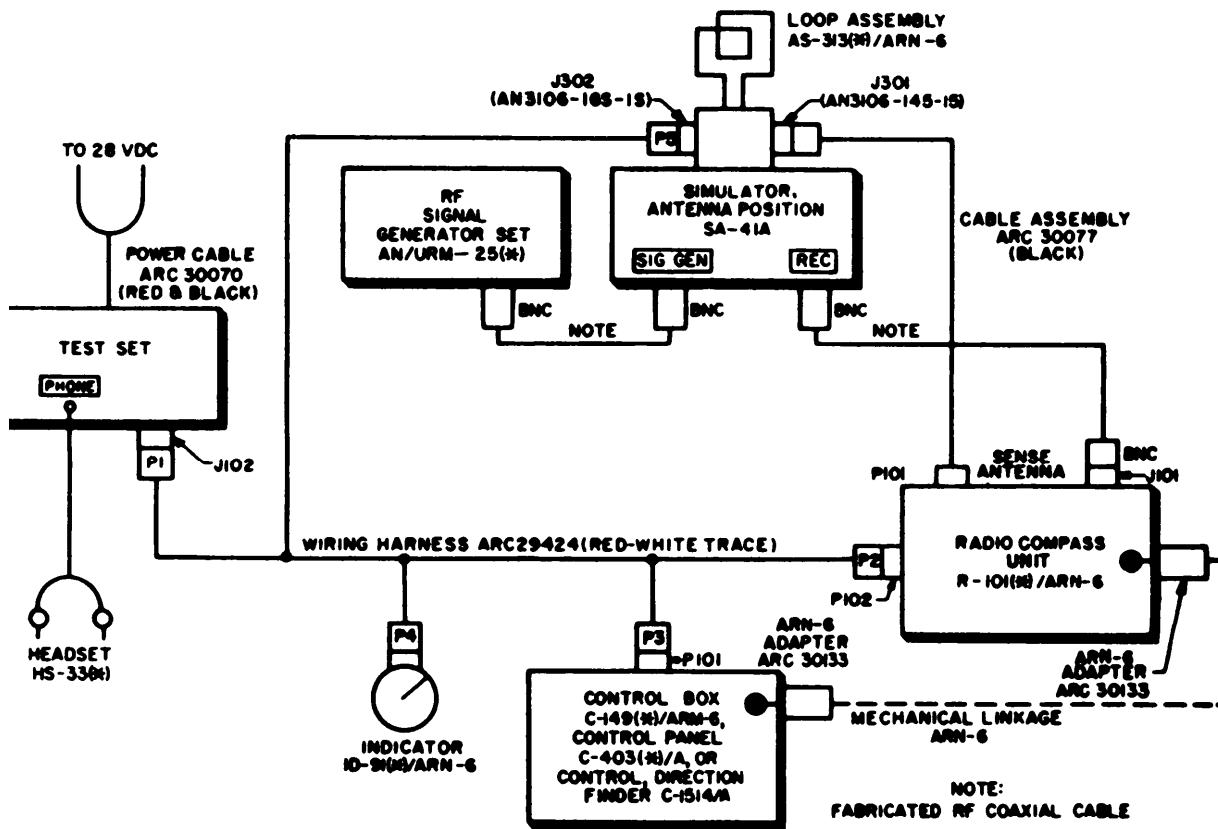 LOOP ASSEMBLY
AS-313(*)/ARN-6
J302
(AN3106-16S-1S)
J301
(AN3106-14S-1S)
P5
TO 28 VDC
RF
SIGNAL
GENERATOR SET
AN/URM-25(*)
SIMULATOR,
ANTENNA POSITION
SA-41A
SIG GEN
REC
CABLE ASSEMBLY
ARC 30077
(BLACK)
POWER CABLE
ARC 30070
(RED & BLACK)
BNC
NOTE
BNC
BNC
NOTE
TEST SET
PHONE
P1
J102
P101
SENSE
ANTENNA
BNC
J101
WIRING HARNESS ARC29424(RED-WHITE TRACE)
P2
P102
RADIO COMPASS
UNIT
R-101(*)/ARN-6
HEADSET
HS-33(*)
P4
P3
P101
ARN-6
ADAPTER
ARC 30133
ARN-6
ADAPTER
ARC 30133
INDICATOR
ID-91(*)/ARN-6
CONTROL BOX
C-149(*)/ARM-6,
CONTROL PANEL
C-403(*)/A, OR
CONTROL, DIRECTION
FINDER C-1514/A
MECHANICAL LINKAGE
ARN-6
NOTE:
FABRICATED RF COAXIAL CABLE